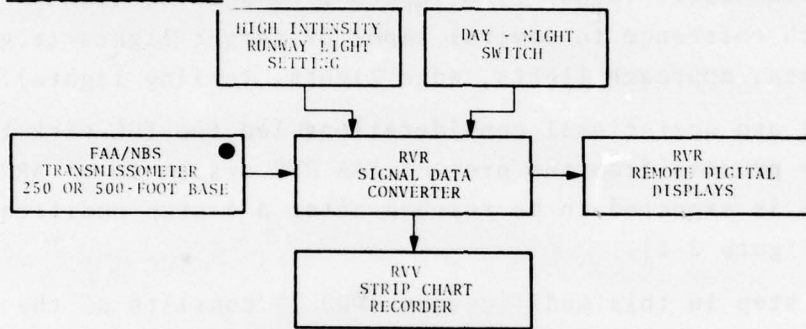 HIGH INTENSITY
RUNWAY LIGHT
SETTING
DAY - NIGHT
SWITCH
FAA/NBS
TRANSMISSOMETER
250 OR 500-FOOT BASE
RVR
SIGNAL DATA
CONVERTER
RVR
REMOTE DIGITAL
DISPLAYS
RVV
STRIP CHART
RECORDER